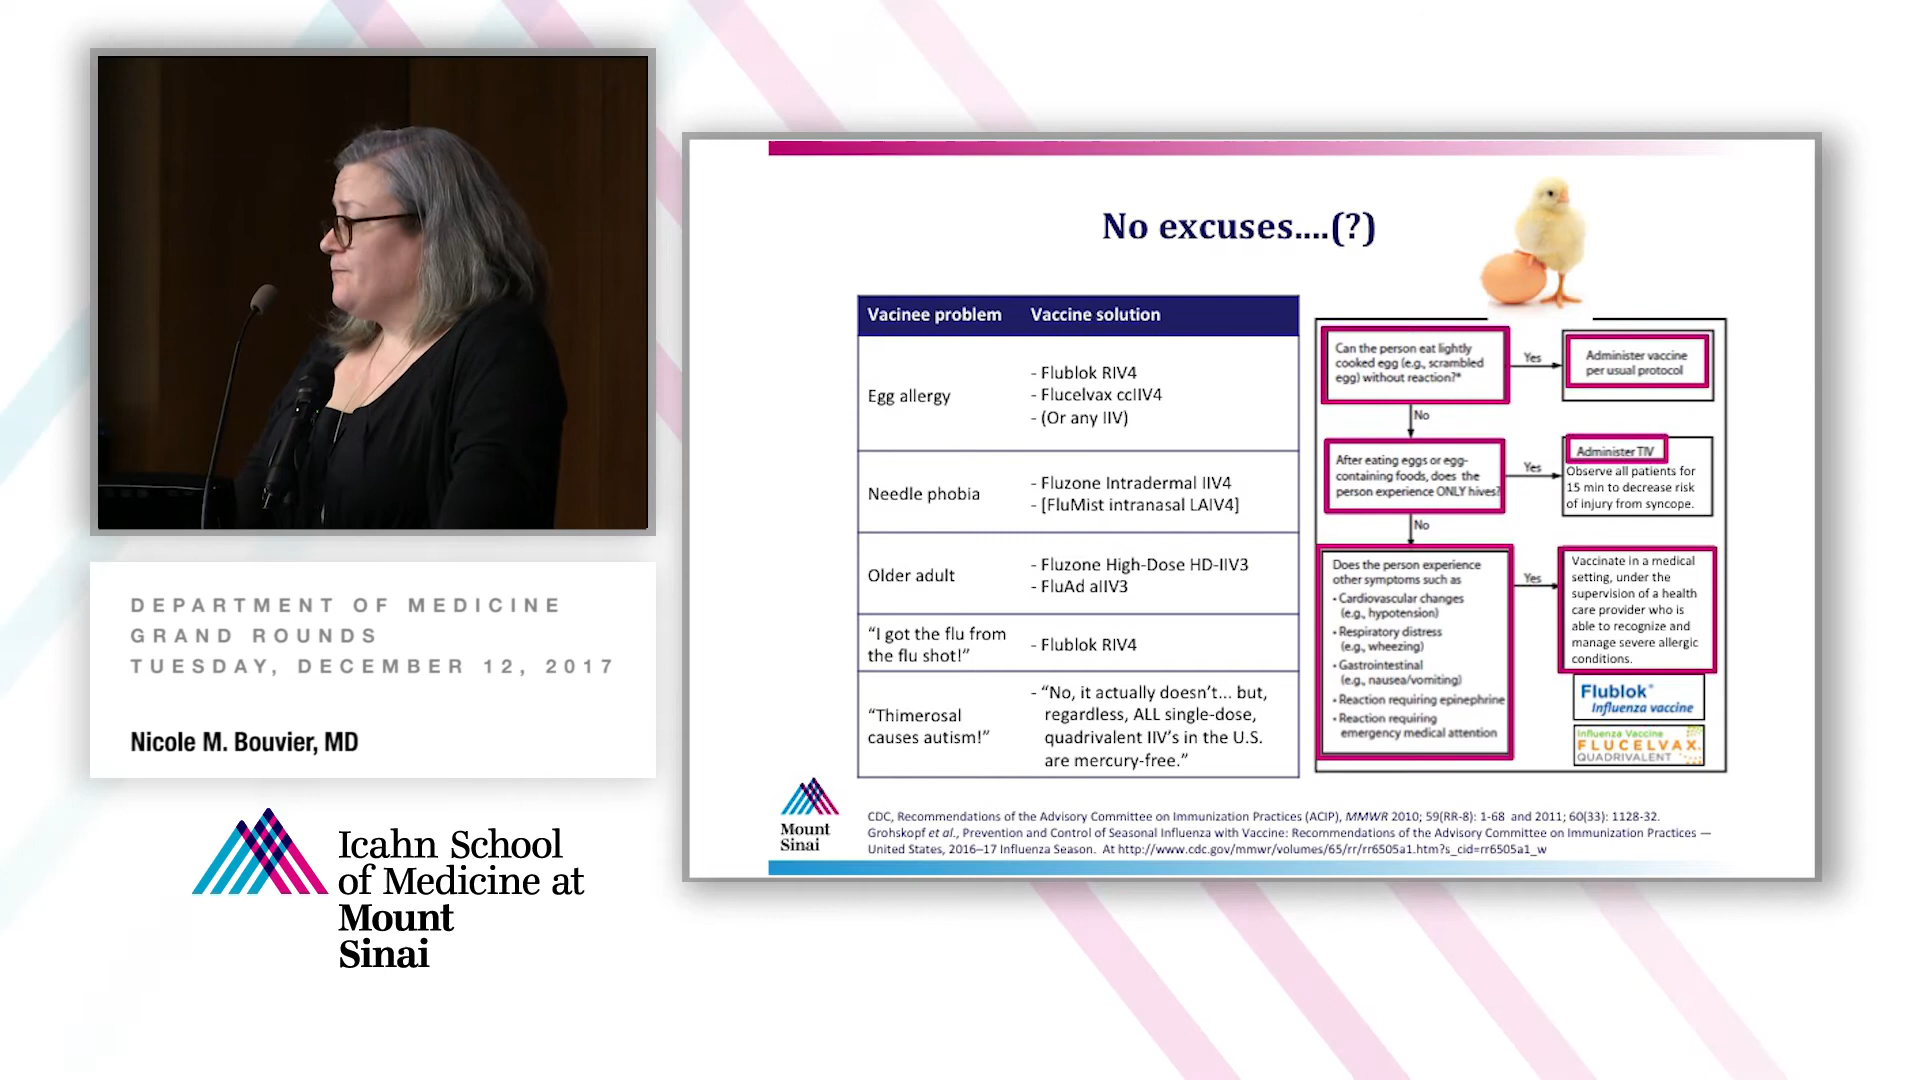 DEPARTMENT OF MEDICINE
GRAND ROUNDS
TUESDAY, DECEMBER 12, 2017
Nicole M. Bouvier, MD
Icahn School
of Medicine at
Mount
Sinai
No excuses....(?)
Vacinee problem Vaccine solution
Egg allergy
- Flublok RIV4
- Flucelvax ccIIV4
- (Or any IIV)
Needle phobia
- Fluzone Intradermal IIV4
- [FluMist intranasal LAIV4]
Older adult
- Fluzone High-Dose HD-IIV3
- FluAd aIIV3
“I got the flu from
the flu shot!”
- Flublok RIV4
“Thimerosal
causes autism!”
- “No, it actually doesn’t... but,
regardless, ALL single-dose,
quadrivalent IIV’s in the U.S.
are mercury-free.”
Can the person eat lightly
cooked egg (e.g., scrambled
egg) without reaction?*
Yes
Administer vaccine
per usual protocol
No
After eating eggs or egg-
containing foods, does the
person experience ONLY hives?
Yes
Administer TIV
Observe all patients for
15 min to decrease risk
of injury from syncope.
No
Does the person experience
other symptoms such as
• Cardiovascular changes
(e.g., hypotension)
• Respiratory distress
(e.g., wheezing)
• Gastrointestinal
(e.g., nausea/vomiting)
• Reaction requiring epinephrine
• Reaction requiring
emergency medical attention
Yes
Vaccinate in a medical
setting, under the
supervision of a health
care provider who is
able to recognize and
manage severe allergic
conditions.
Flublok®
Influenza vaccine
Influenza Vaccine
FLUCELVAX
QUADRIVALENT
Mount
Sinai
CDC, Recommendations of the Advisory Committee on Immunization Practices (ACIP), MMWR 2010; 59(RR-8): 1-68 and 2011; 60(33): 1128-32.
Grohskopf et al., Prevention and Control of Seasonal Influenza with Vaccine: Recommendations of the Advisory Committee on Immunization Practices —
United States, 2016–17 Influenza Season. At http://www.cdc.gov/mmwr/volumes/65/rr/rr6505a1.htm?s_cid=rr6505a1_w